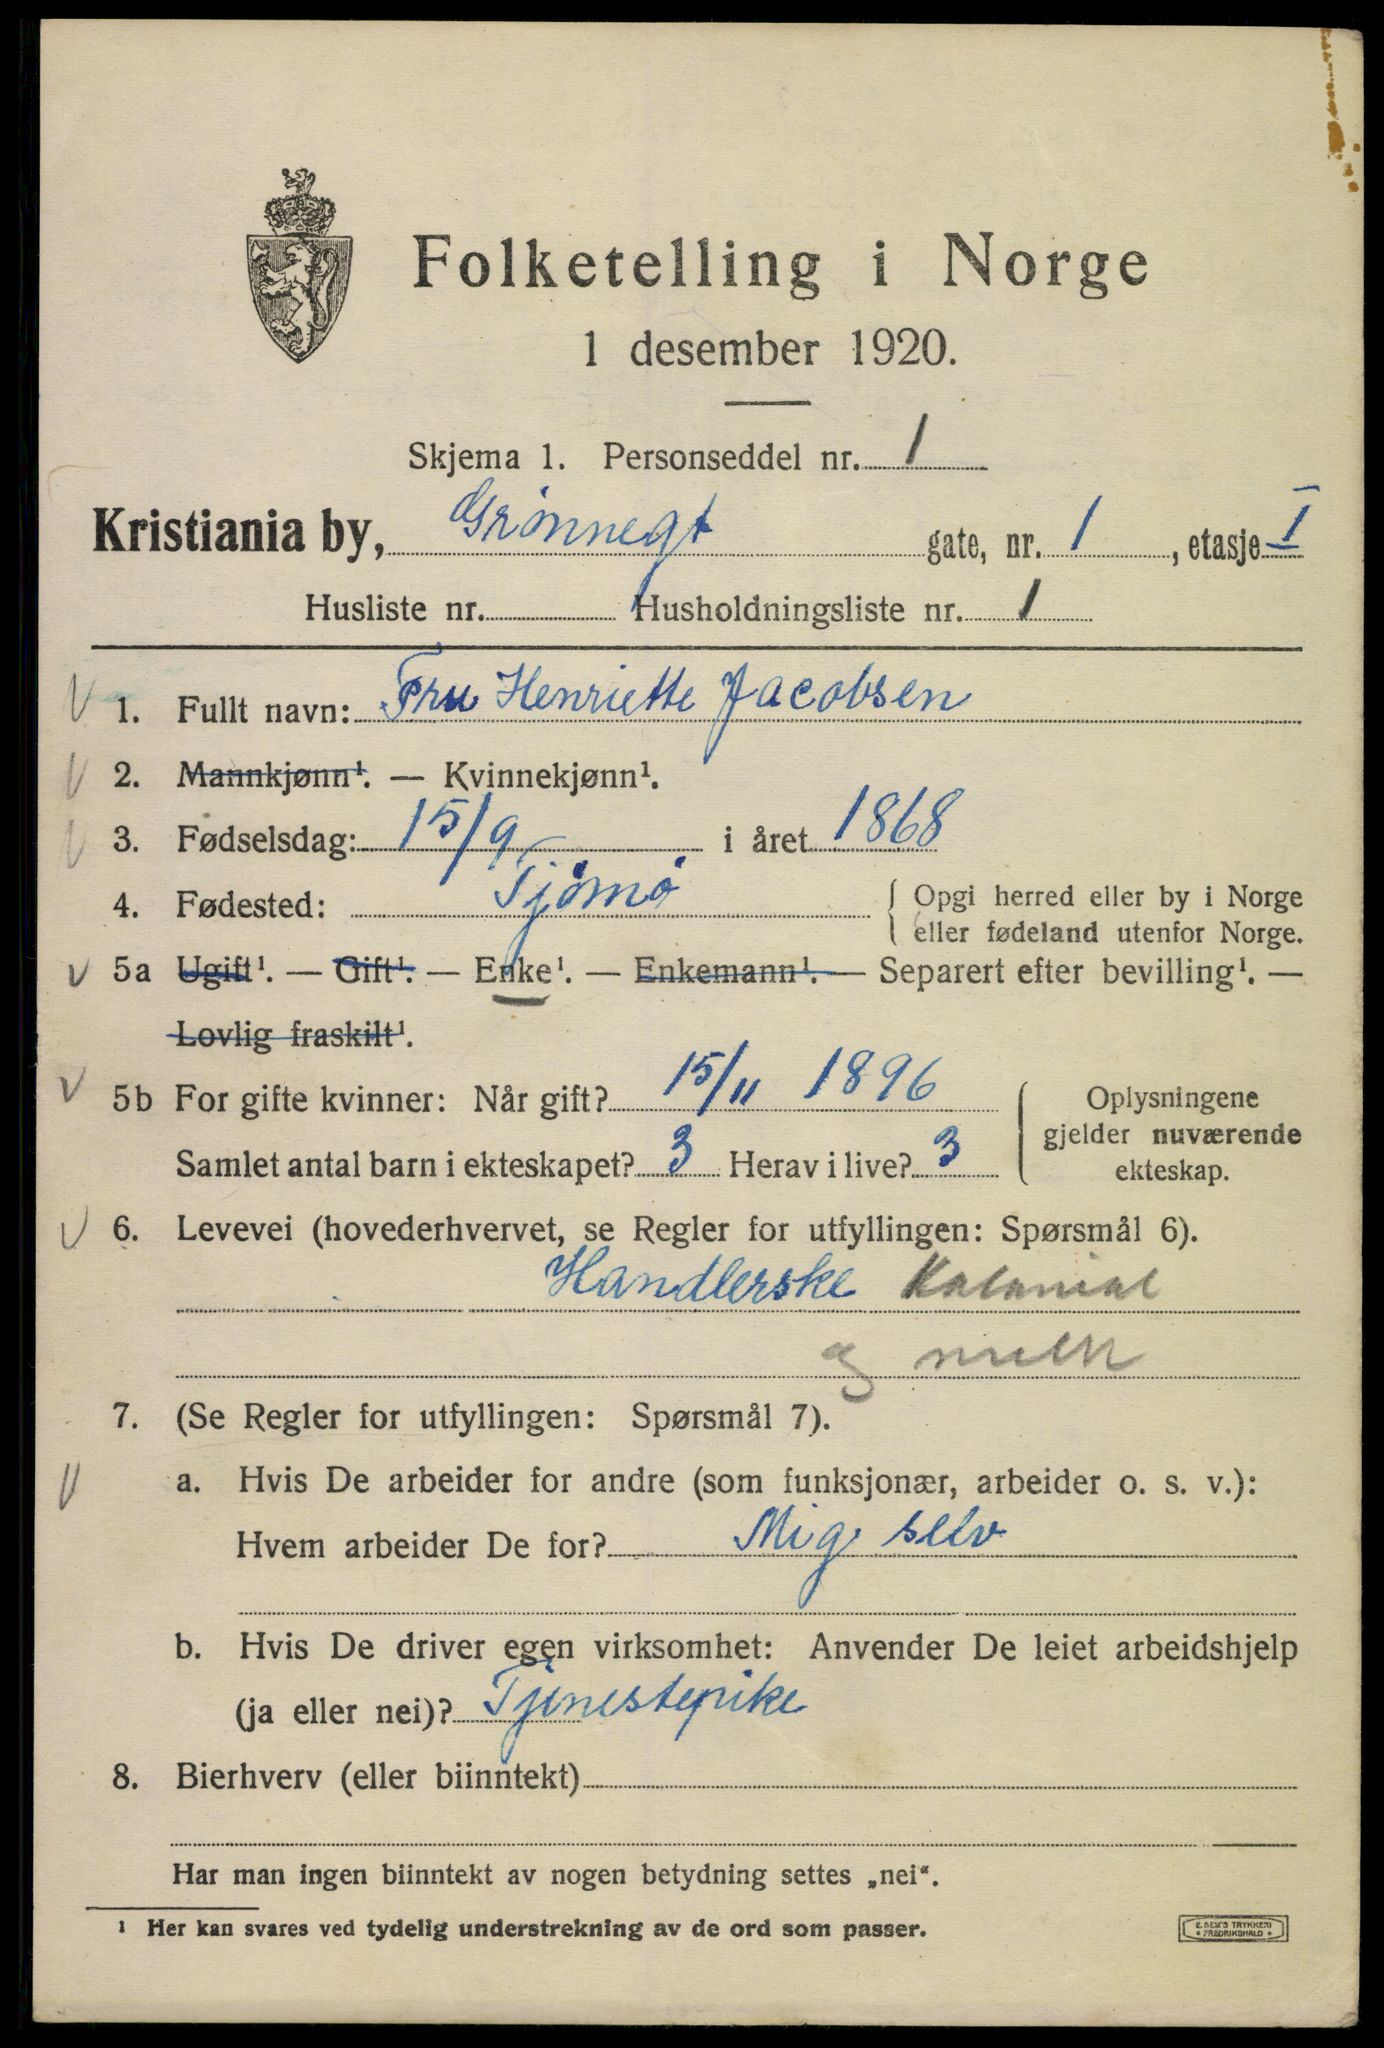 Folketelling i Norge
1 desember 1920.
Skjema 1. Personseddel nr. 1
Kristiania by, Grønnegt gate, nr. 1, etasje I
Husliste nr. 1 Husholdningsliste nr. 1
1. Fullt navn: Fru Henriette Jacobsen
2. Mannkjønn¹. — Kvinnekjønn¹.
3. Fødselsdag: 15/9 i året 1868
4. Fødested: Tjømø { Opgi herred eller by i Norge
eller fødeland utenfor Norge.
5a Ugift¹. — Gift¹. — Enke¹. — Enkemann¹. — Separert efter bevilling¹. —
Lovlig fraskilt¹.
5b For gifte kvinner: Når gift? 15/11 1896
Samlet antal barn i ekteskapet? 3 Herav i live? 3
Oplysningene
gjelder nuværende
ekteskap.
6. Levevei (hovederhvervet, se Regler for utfyllingen: Spørsmål 6).
Handlerske Kolonial
og melk
7. (Se Regler for utfyllingen: Spørsmål 7).
a. Hvis De arbeider for andre (som funksjonær, arbeider o. s. v.):
Hvem arbeider De for? Mig selv
b. Hvis De driver egen virksomhet: Anvender De leiet arbeidshjelp
(ja eller nei)? Tjenestepike
8. Bierhverv (eller biinntekt)
Har man ingen biinntekt av nogen betydning settes „nei“.
¹ Her kan svares ved tydelig understrekning av de ord som passer.
E. SEM'S TRYKKERI
* FREDRIKSHALD *